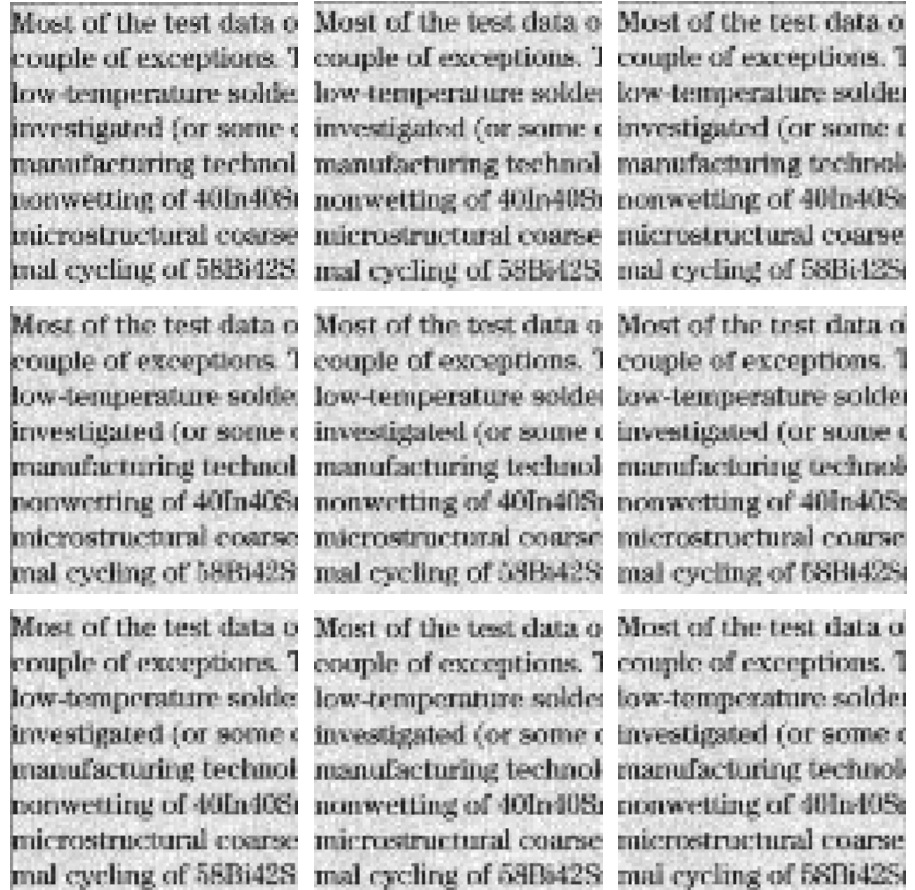 Most of the test data o
couple of exceptions. T
low-temperature solde
investigated (or some
manufacturing technol
nonwetting of 40In40S
microstructural coarse
mal cycling of 58Bi42S
Most of the test data o
couple of exceptions. T
low-temperature solde
investigated (or some
manufacturing technol
nonwetting of 40In40S
microstructural coarse
mal cycling of 58Bi42S
Most of the test data o
couple of exceptions. T
low-temperature solder
investigated (or some
manufacturing technol
nonwetting of 40In40S
microstructural coarse
mal cycling of 58Bi42S
Most of the test data o
couple of exceptions. T
low-temperature solde
investigated (or some
manufacturing technol
nonwetting of 40In40S
microstructural coarse
mal cycling of 58Bi42S
Most of the test data o
couple of exceptions. T
low-temperature solde
investigated (or some
manufacturing technol
nonwetting of 40In40S
microstructural coarse
mal cycling of 58Bi42S
Most of the test data o
couple of exceptions. T
low-temperature solder
investigated (or some
manufacturing technol
nonwetting of 40In40S
microstructural coarse
mal cycling of 58Bi42S
Most of the test data o
couple of exceptions. T
low-temperature solde
investigated (or some
manufacturing technol
nonwetting of 40In40S
microstructural coarse
mal cycling of 58Bi42S
Most of the test data o
couple of exceptions. T
low-temperature solde
investigated (or some
manufacturing technol
nonwetting of 40In40S
microstructural coarse
mal cycling of 58Bi42S
Most of the test data o
couple of exceptions. T
low-temperature solder
investigated (or some
manufacturing technol
nonwetting of 40In40S
microstructural coarse
mal cycling of 58Bi42S